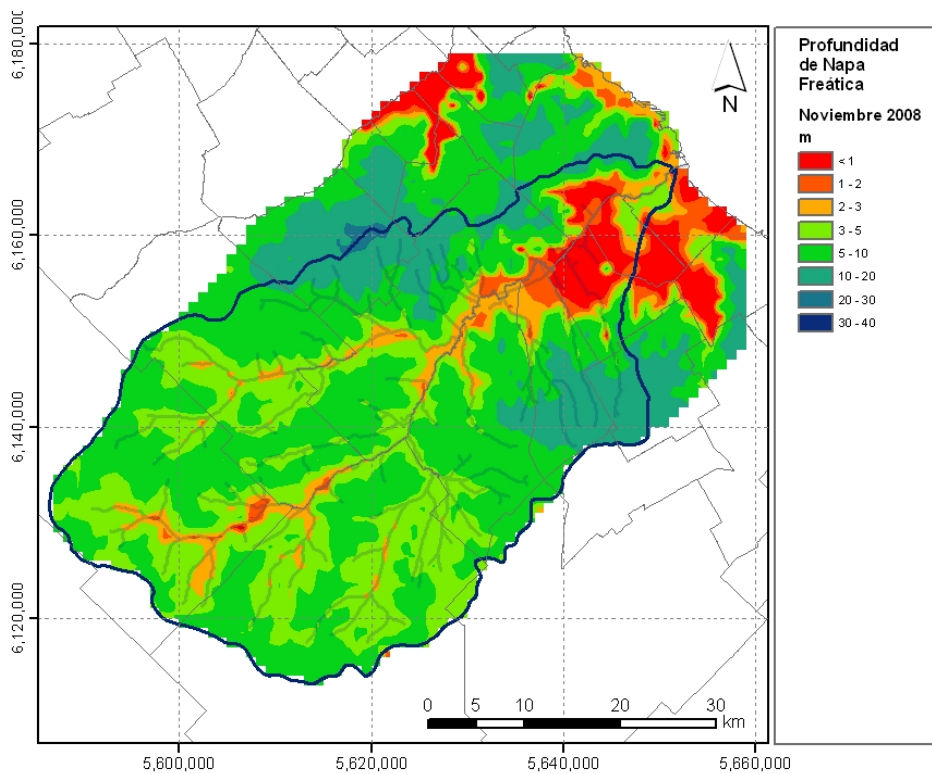 6,180,000
6,160,000
6,140,000
6,120,000
5,600,000
5,620,000
5,640,000
5,660,000
N
0
5
10
20
30
km
Profundidad
de Napa
Freática
Noviembre 2008
m
< 1
1 - 2
2 - 3
3 - 5
5 - 10
10 - 20
20 - 30
30 - 40